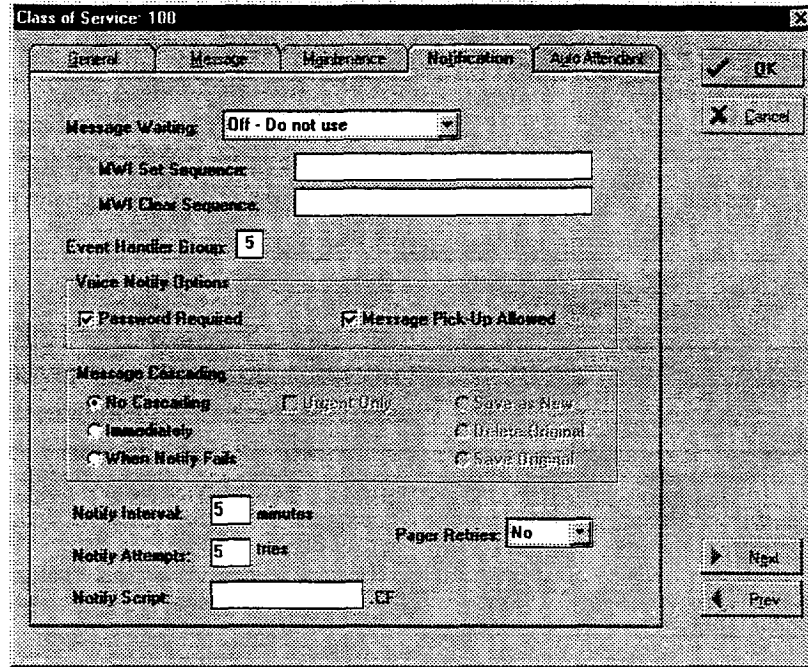 Class of Service: 100
General Message Maintenance Notification Auto Attendant
OK
Cancel
Message Waiting: Off - Do not use
MWI Set Sequence:
MWI Clear Sequence:
Event Handler Group: 5
Voice Notify Options
Password Required Message Pick-Up Allowed
Message Cascading
No Cascading Urgent Only Save as New
Immediately Delete Original
When Notify Fails Save Original
Notify Interval: 5 minutes
Pager Retries: No
Notify Attempts: 5 tries
Notify Script: .CF
Next
Prev